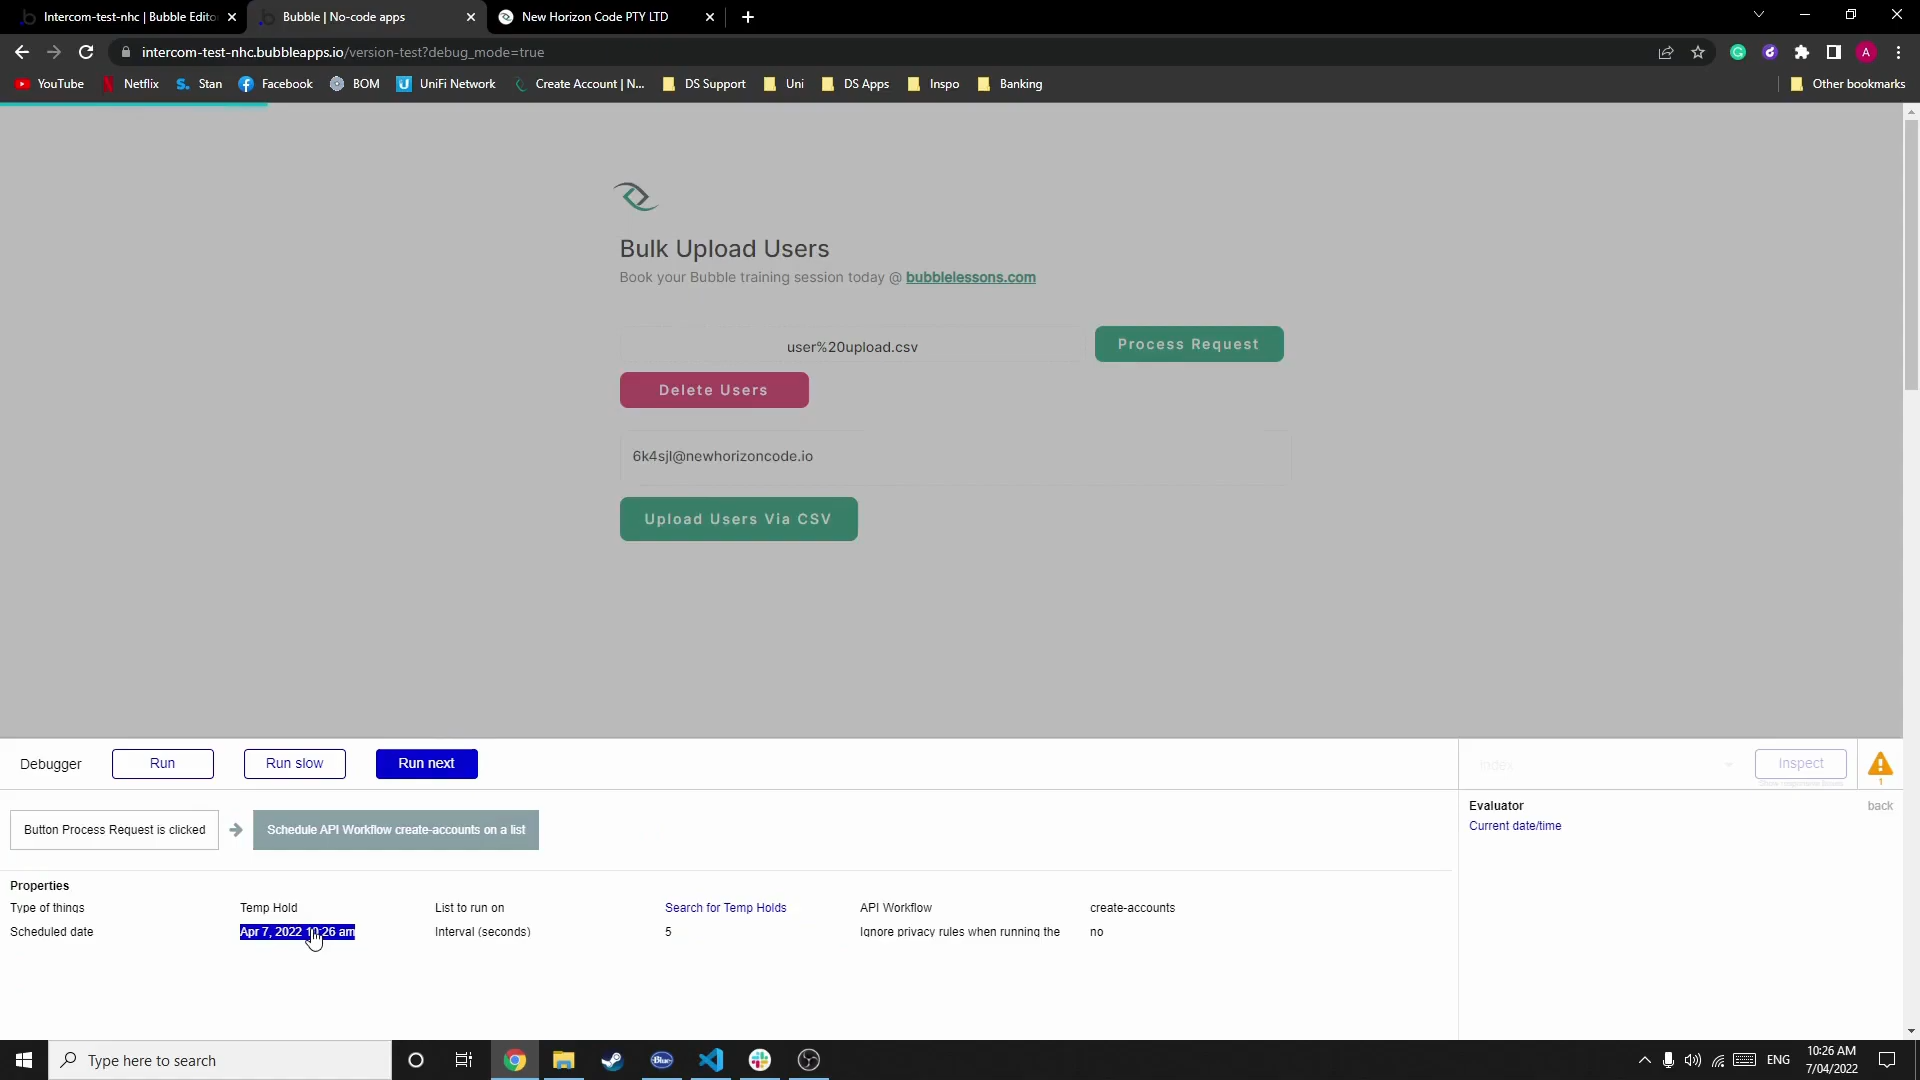 Intercom-test-nhc | Bubble Edito
Bubble | No-code apps
New Horizon Code PTY LTD
intercom-test-nhc.bubbleapps.io/version-test?debug_mode=true
A
YouTube
Netflix
S. Stan
Facebook
BOM
U UniFi Network
Create Account | N...
DS Support
Uni
DS Apps
Inspo
Banking
Other bookmarks
Bulk Upload Users
Book your Bubble training session today @ bubblelessons.com
user%20upload.csv
Process Request
Delete Users
6k4sjl@newhorizoncode.io
Upload Users Via CSV
Debugger
Run
Run slow
Run next
Index
Inspect
1
Button Process Request is clicked
Schedule API Workflow create-accounts on a list
Evaluator
back
Current date/time
Properties
Type of things
Temp Hold
List to run on
Search for Temp Holds
API Workflow
create-accounts
Scheduled date
Apr 7, 2022 10:26 am
Interval (seconds)
5
Ignore privacy rules when running the
no
Type here to search
Blue
ENG
10:26 AM
7/04/2022